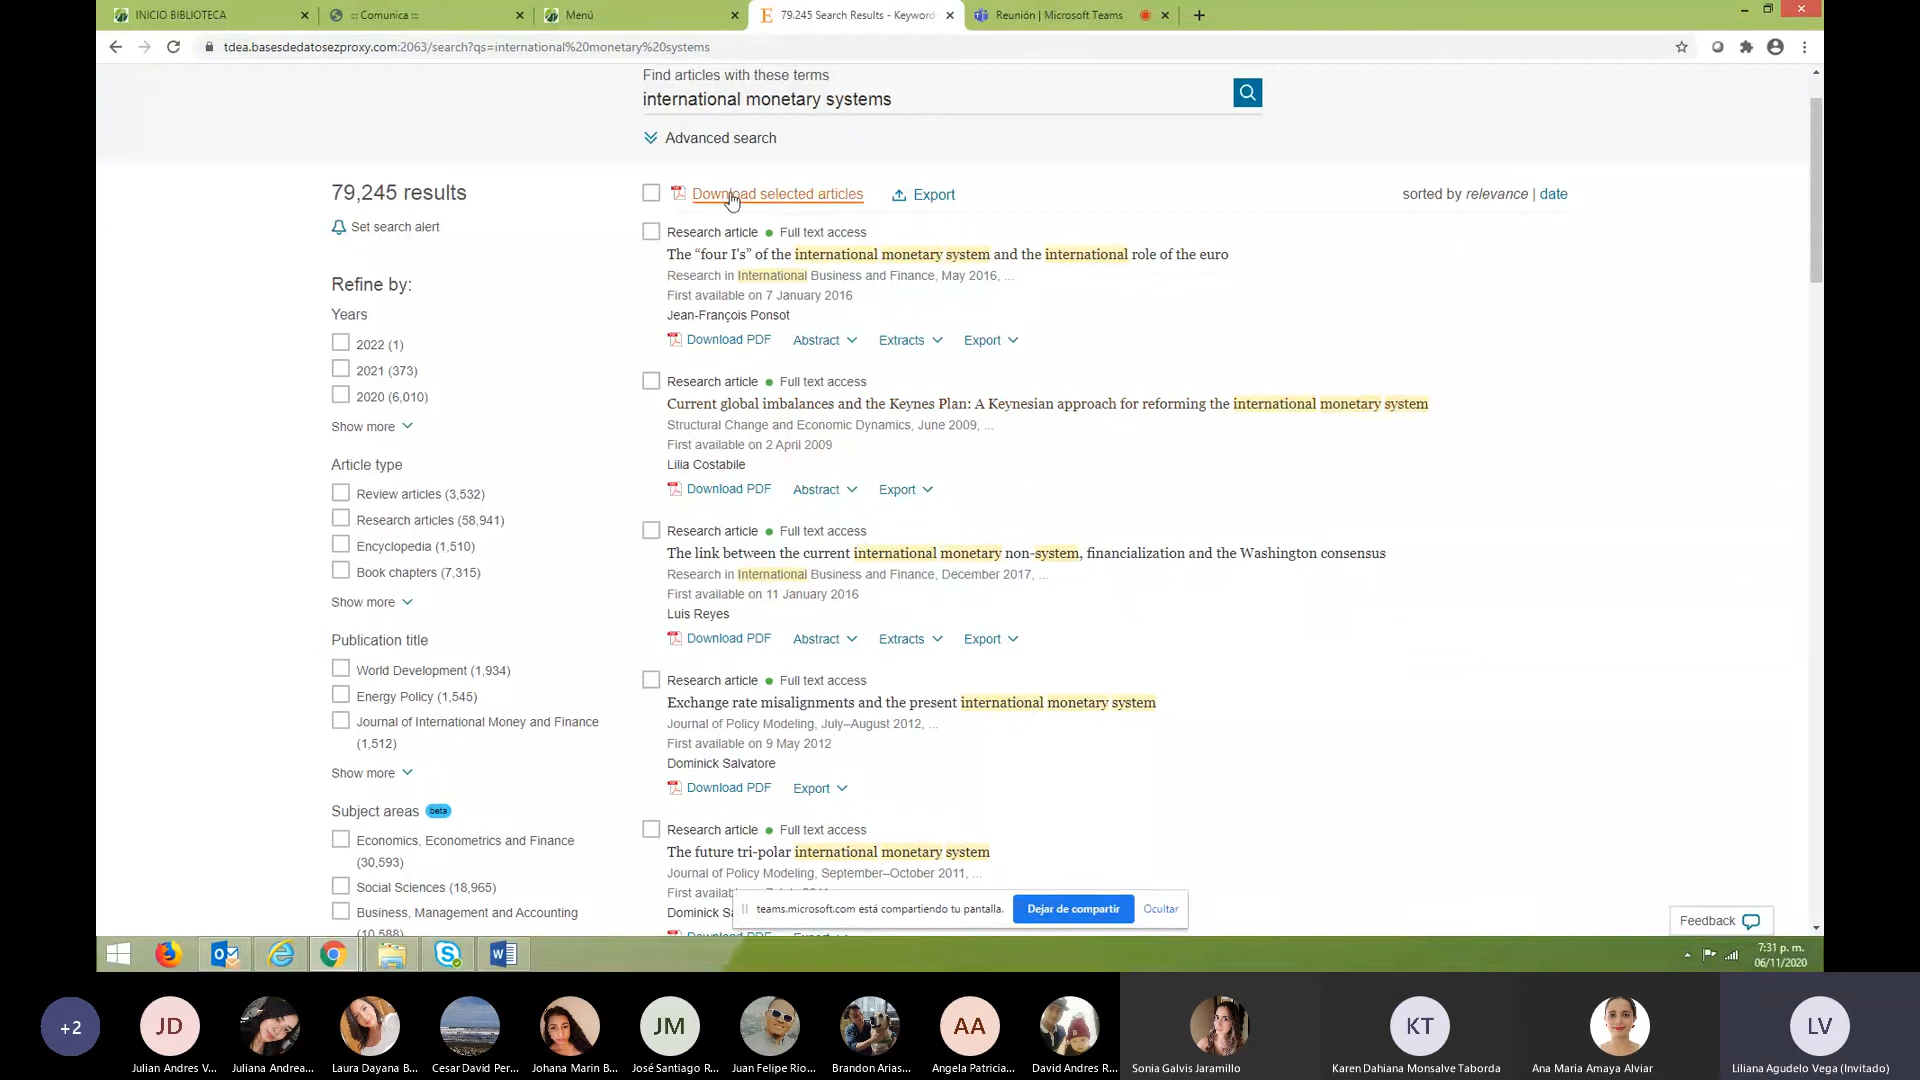 INICIO BIBLIOTECA
::: Comunica :::
Menú
79.245 Search Results - Keyword
Reunión | Microsoft Teams
tdea.basesdedatosezproxy.com:2063/search?qs=international%20monetary%20systems
Find articles with these terms
international monetary systems
Advanced search
79,245 results
Set search alert
Refine by:
Years
2022 (1)
2021 (373)
2020 (6,010)
Show more
Article type
Review articles (3,532)
Research articles (58,941)
Encyclopedia (1,510)
Book chapters (7,315)
Show more
Publication title
World Development (1,934)
Energy Policy (1,545)
Journal of International Money and Finance
(1,512)
Show more
Subject areas beta
Economics, Econometrics and Finance
(30,593)
Social Sciences (18,965)
Business, Management and Accounting
(10,588)
Download selected articles
Export
sorted by relevance | date
Research article ● Full text access
The “four I’s” of the international monetary system and the international role of the euro
Research in International Business and Finance, May 2016, ...
First available on 7 January 2016
Jean-François Ponsot
Download PDF Abstract Extracts Export
Research article ● Full text access
Current global imbalances and the Keynes Plan: A Keynesian approach for reforming the international monetary system
Structural Change and Economic Dynamics, June 2009, ...
First available on 2 April 2009
Lilia Costabile
Download PDF Abstract Export
Research article ● Full text access
The link between the current international monetary non-system, financialization and the Washington consensus
Research in International Business and Finance, December 2017, ...
First available on 11 January 2016
Luis Reyes
Download PDF Abstract Extracts Export
Research article ● Full text access
Exchange rate misalignments and the present international monetary system
Journal of Policy Modeling, July–August 2012, ...
First available on 9 May 2012
Dominick Salvatore
Download PDF Export
Research article ● Full text access
The future tri-polar international monetary system
Journal of Policy Modeling, September–October 2011, ...
First availab
Dominick Sa
teams.microsoft.com está compartiendo tu pantalla. Dejar de compartir Ocultar
Feedback
7:31 p. m.
06/11/2020
+2
JD
JM
AA
KT
LV
Julian Andres V...
Juliana Andrea...
Laura Dayana B...
Cesar David Per...
Johana Marin B...
José Santiago R...
Juan Felipe Rio...
Brandon Arias...
Angela Patricia...
David Andres R...
Sonia Galvis Jaramillo
Karen Dahiana Monsalve Taborda
Ana Maria Amaya Alviar
Liliana Agudelo Vega (Invitado)